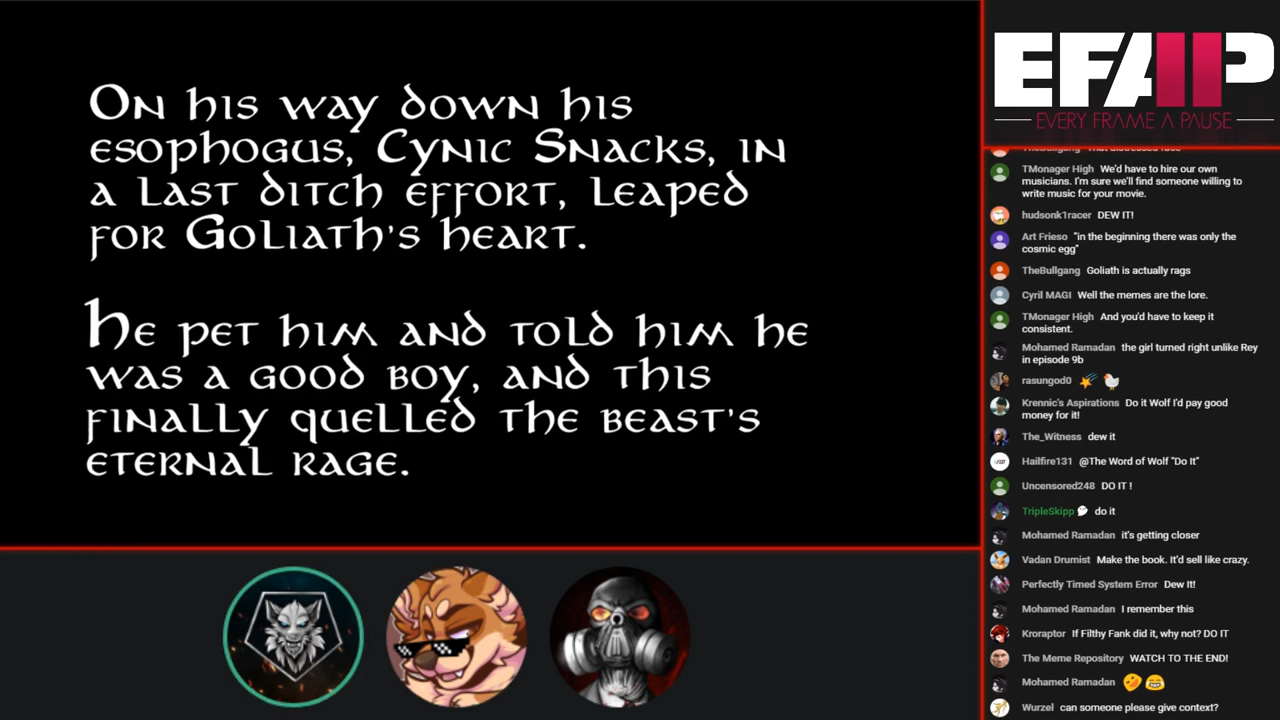 On his way down his
esophogus, Cynic Snacks, in
a last ditch effort, leaped
for Goliath's heart.
He pet him and told him he
was a good boy, and this
finally quelled the beast's
eternal rage.
EFAP
EVERY FRAME A PAUSE
TheBullgang That distressed face
TMonager High We'd have to hire our own
musicians. I'm sure we'll find someone willing to
write music for your movie.
hudsonk1racer DEW IT!
Art Frieso "in the beginning there was only the
cosmic egg"
TheBullgang Goliath is actually rags
Cyril MAGI Well the memes are the lore.
TMonager High And you'd have to keep it
consistent.
Mohamed Ramadan the girl turned right unlike Rey
in episode 9b
rasungod0
Krennic's Aspirations Do it Wolf I'd pay good
money for it!
The_Witness dew it
Hailfire131 @The Word of Wolf "Do It"
Uncensored248 DO IT !
TripleSkipp do it
Mohamed Ramadan it's getting closer
Vadan Drumist Make the book. It'd sell like crazy.
Perfectly Timed System Error Dew It!
Mohamed Ramadan I remember this
Kroraptor If Filthy Fank did it, why not? DO IT
The Meme Repository WATCH TO THE END!
Mohamed Ramadan
Wurzel can someone please give context?